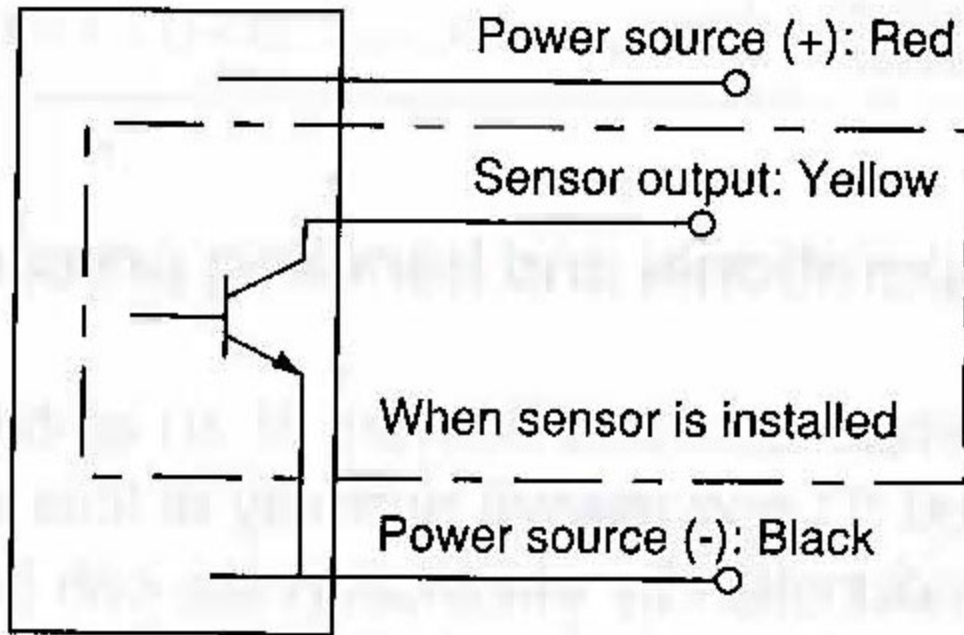 Power source (+): Red
Sensor output: Yellow
When sensor is installed
Power source (-): Black